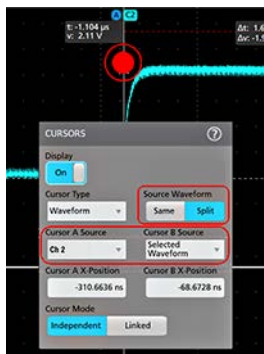 A C2
t: -1.104 µs
v: 2.11 V
Δt: 1.6
Δv: -1.5
CURSORS ?
Display
On
Cursor Type Source Waveform
Waveform Same Split
Cursor A Source Cursor B Source
Ch 2 Selected Waveform
Cursor A X-Position Cursor B X-Position
-310.6636 ns -68.6728 ns
Cursor Mode
Independent Linked